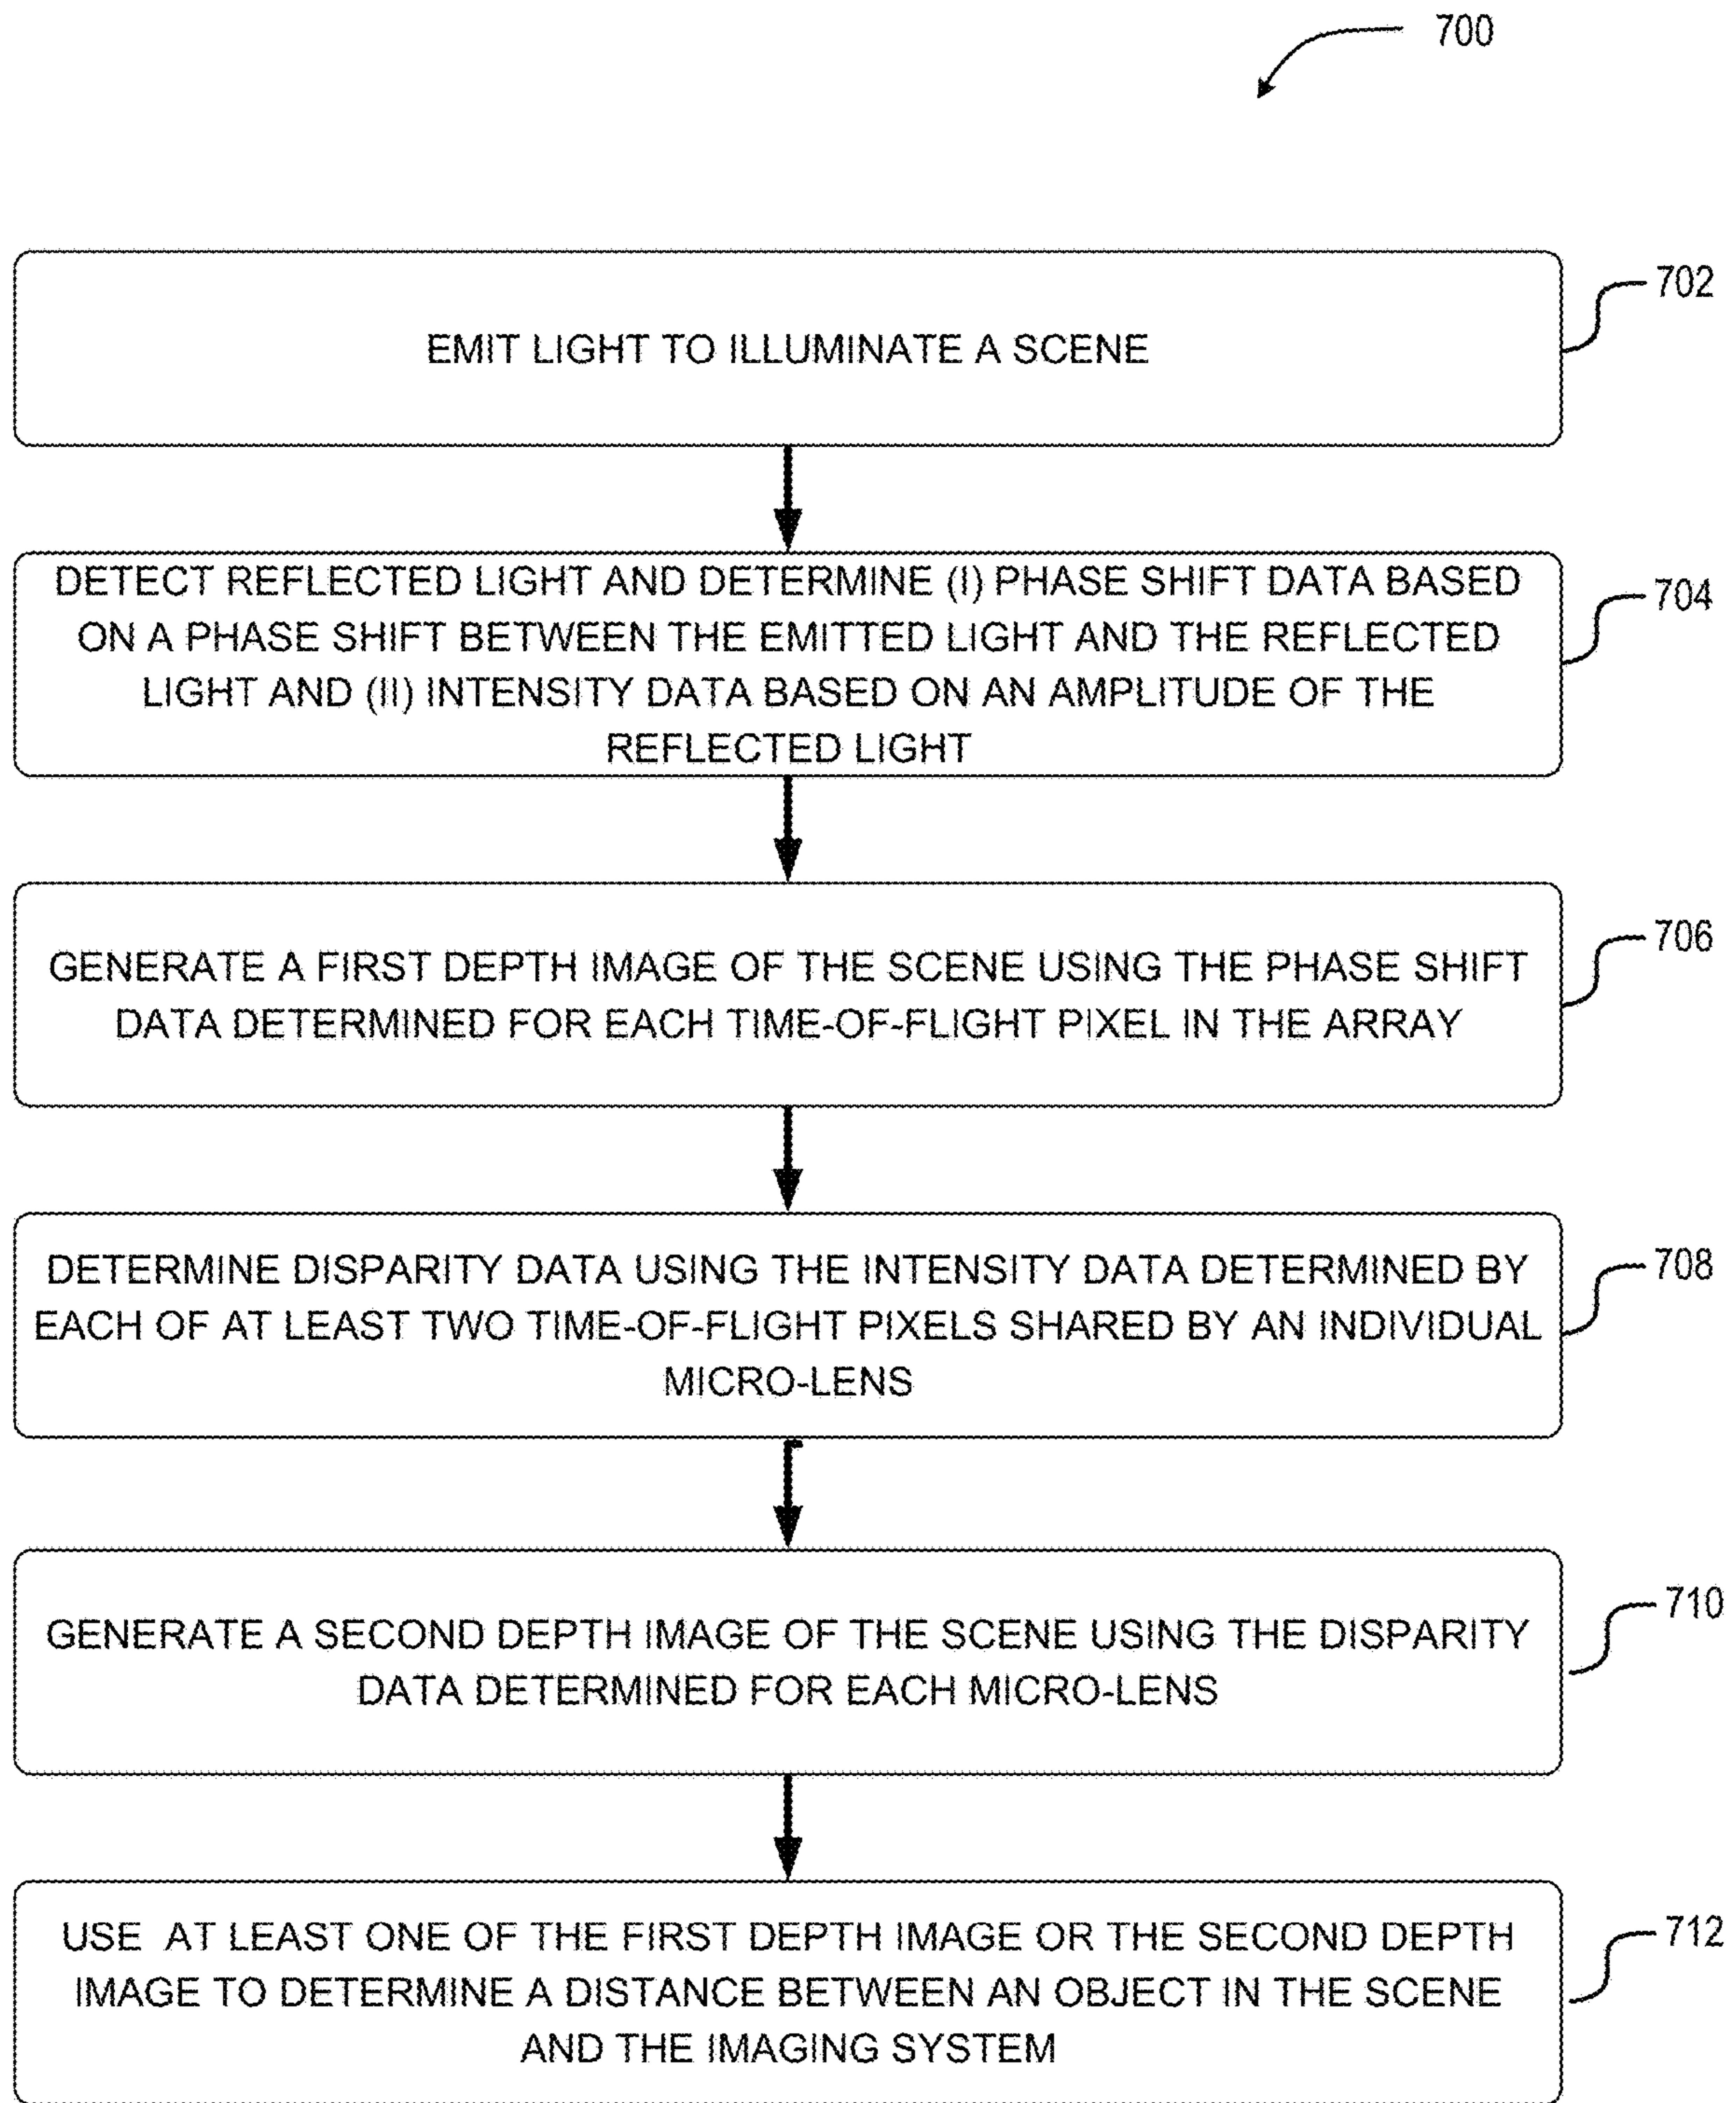 700
EMIT LIGHT TO ILLUMINATE A SCENE
702
DETECT REFLECTED LIGHT AND DETERMINE (I) PHASE SHIFT DATA BASED
ON A PHASE SHIFT BETWEEN THE EMITTED LIGHT AND THE REFLECTED
LIGHT AND (II) INTENSITY DATA BASED ON AN AMPLITUDE OF THE
REFLECTED LIGHT
704
GENERATE A FIRST DEPTH IMAGE OF THE SCENE USING THE PHASE SHIFT
DATA DETERMINED FOR EACH TIME-OF-FLIGHT PIXEL IN THE ARRAY
706
DETERMINE DISPARITY DATA USING THE INTENSITY DATA DETERMINED BY
EACH OF AT LEAST TWO TIME-OF-FLIGHT PIXELS SHARED BY AN INDIVIDUAL
MICRO-LENS
708
GENERATE A SECOND DEPTH IMAGE OF THE SCENE USING THE DISPARITY
DATA DETERMINED FOR EACH MICRO-LENS
710
USE AT LEAST ONE OF THE FIRST DEPTH IMAGE OR THE SECOND DEPTH
IMAGE TO DETERMINE A DISTANCE BETWEEN AN OBJECT IN THE SCENE
AND THE IMAGING SYSTEM
712